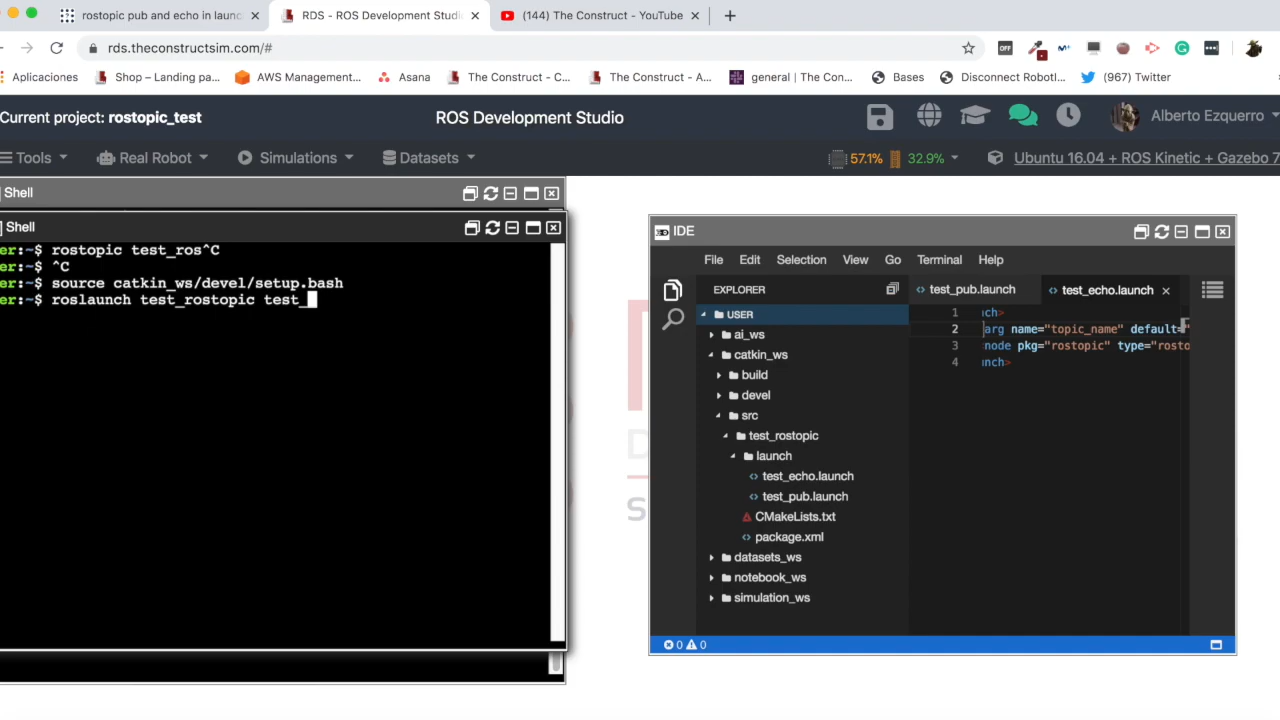 rostopic pub and echo in launc
RDS - ROS Development Studi
(144) The Construct - YouTube
rds.theconstructsim.com/#
OFF
Aplicaciones
Shop – Landing pa...
AWS Management...
Asana
The Construct - C...
The Construct - A...
general | The Con...
Bases
Disconnect RobotI...
(967) Twitter
Current project: rostopic_test
ROS Development Studio
Alberto Ezquerro
Tools
Real Robot
Simulations
Datasets
57.1%
32.9%
Ubuntu 16.04 + ROS Kinetic + Gazebo 7
Shell
Shell
er:~$ rostopic test_ros^C
er:~$ ^C
er:~$ source catkin_ws/devel/setup.bash
er:~$ roslaunch test_rostopic test_
IDE
File Edit Selection View Go Terminal Help
EXPLORER
USER
ai_ws
catkin_ws
build
devel
src
test_rostopic
launch
test_echo.launch
test_pub.launch
CMakeLists.txt
package.xml
datasets_ws
notebook_ws
simulation_ws
test_pub.launch
test_echo.launch
1 nch>
2 arg name="topic_name" default="
3 node pkg="rostopic" type="rosto
4 unch>
0 0
D
S